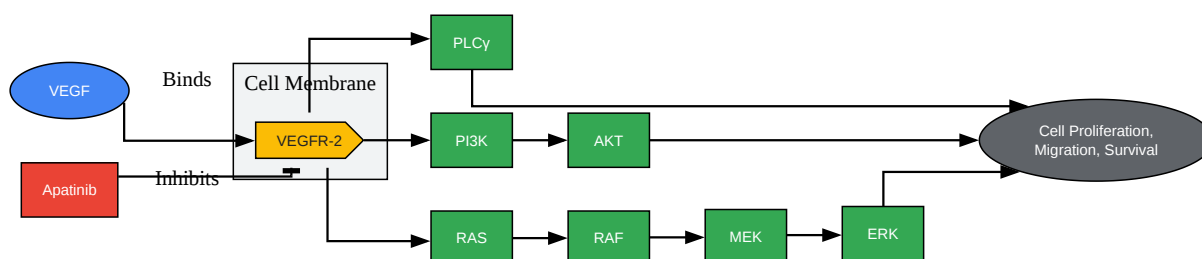 PLCγ
Binds
Cell Membrane
VEGF
VEGFR-2
PI3K
AKT
Cell Proliferation,
Migration, Survival
Apatinib
Inhibits
RAS
RAF
MEK
ERK